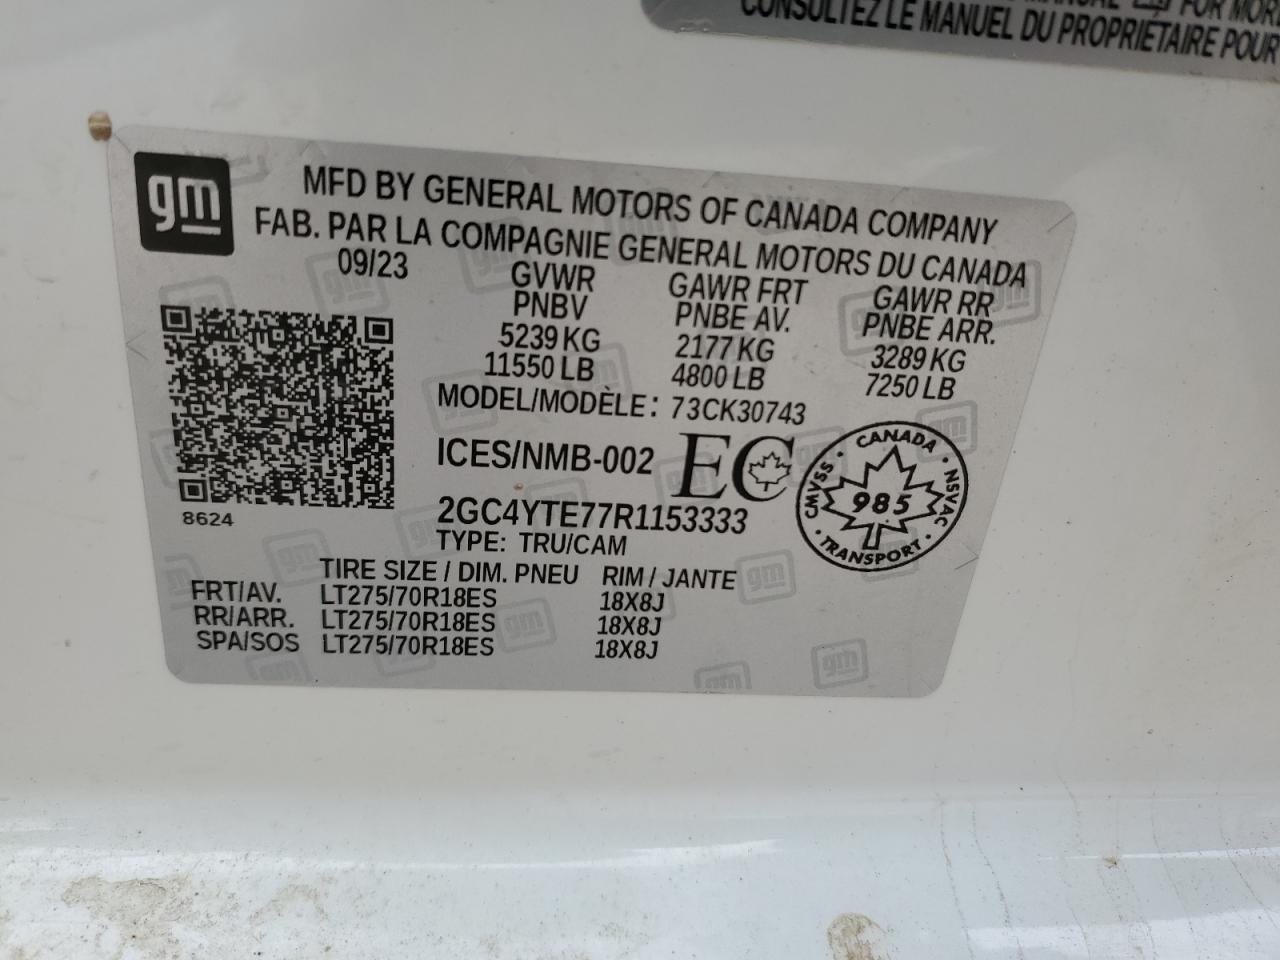 FOR MORE
CONSULTEZ LE MANUEL DU PROPRIÉTAIRE POUR
gm
MFD BY GENERAL MOTORS OF CANADA COMPANY
FAB. PAR LA COMPAGNIE GENERAL MOTORS DU CANADA
09/23 GVWR GAWR FRT GAWR RR
PNBV PNBE AV. PNBE ARR.
5239 KG 2177 KG 3289 KG
11550 LB 4800 LB 7250 LB
MODEL/MODÈLE: 73CK30743
ICES/NMB-002 EC
CANADA
CMVSS 985 NSVAC
TRANSPORT
8624
2GC4YTE77R1153333
TYPE: TRU/CAM
TIRE SIZE / DIM. PNEU RIM / JANTE
FRT/AV. LT275/70R18ES 18X8J
RR/ARR. LT275/70R18ES 18X8J
SPA/SOS LT275/70R18ES 18X8J